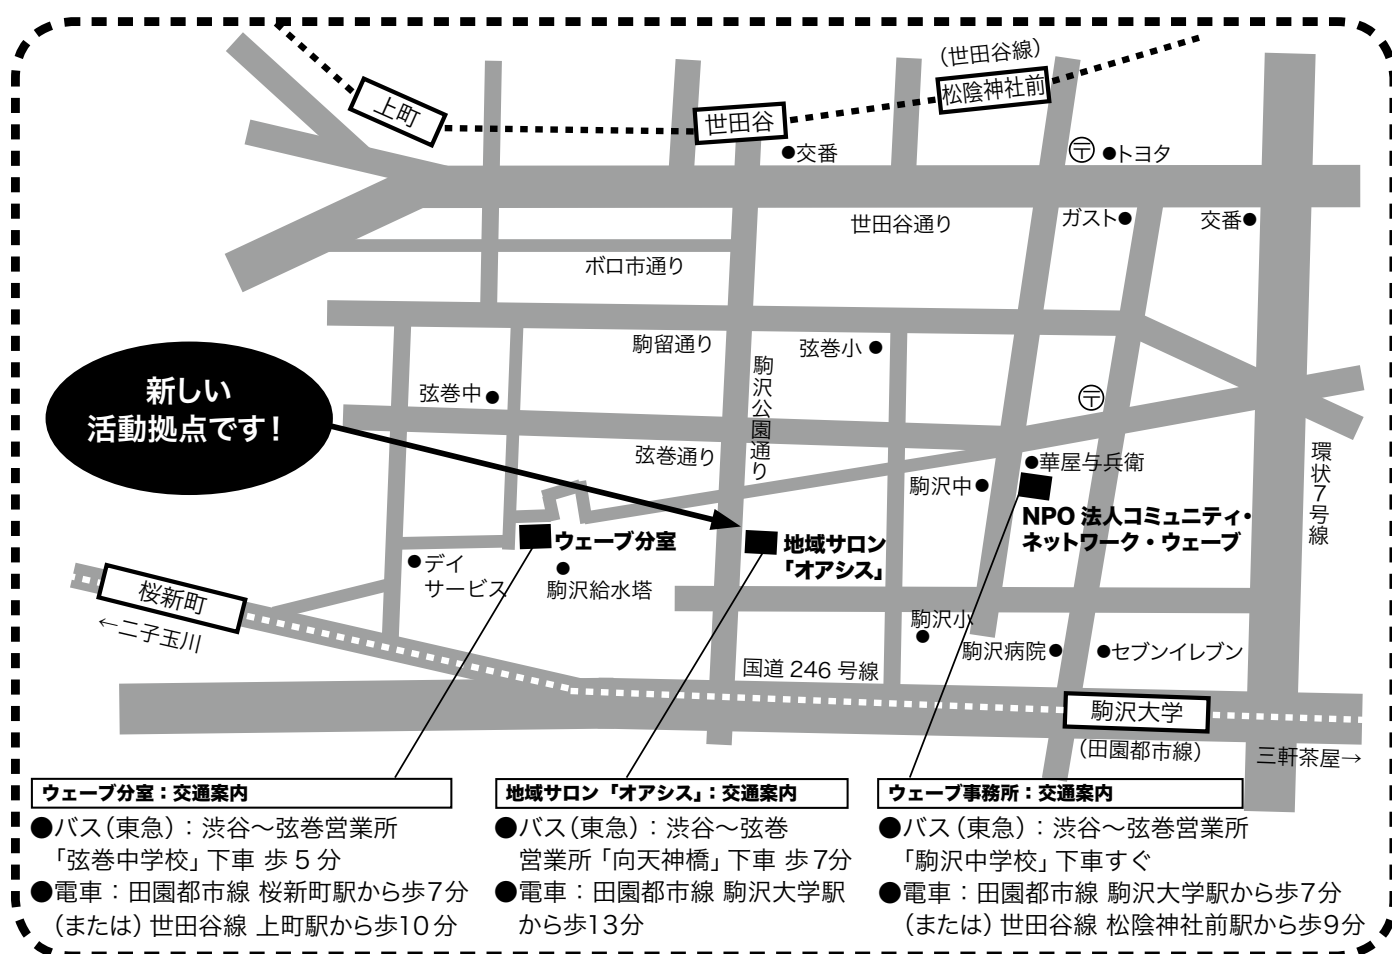 (世田谷線)
上町
世田谷
松陰神社前
●交番
〒 ●トヨタ
世田谷通り
ガスト●
交番●
ボロ市通り
駒留通り
弦巻小 ●
駒沢公園通り
新しい
活動拠点です!
弦巻中 ●
〒
弦巻通り
環状7号線
●華屋与兵衛
駒沢中 ●
NPO 法人コミュニティ・
ネットワーク・ウェーブ
ウェーブ分室
地域サロン
「オアシス」
●デイ
サービス
●
駒沢給水塔
桜新町
←二子玉川
駒沢小
●
駒沢病院●
●セブンイレブン
国道 246 号線
駒沢大学
(田園都市線)
三軒茶屋→
ウェーブ分室:交通案内
●バス(東急):渋谷〜弦巻営業所
「弦巻中学校」下車 歩 5 分
●電車:田園都市線 桜新町駅から歩7分
(または)世田谷線 上町駅から歩10分
地域サロン「オアシス」:交通案内
●バス(東急):渋谷〜弦巻
営業所「向天神橋」下車 歩 7分
●電車:田園都市線 駒沢大学駅
から歩13分
ウェーブ事務所:交通案内
●バス(東急):渋谷〜弦巻営業所
「駒沢中学校」下車すぐ
●電車:田園都市線 駒沢大学駅から歩7分
(または)世田谷線 松陰神社前駅から歩9分